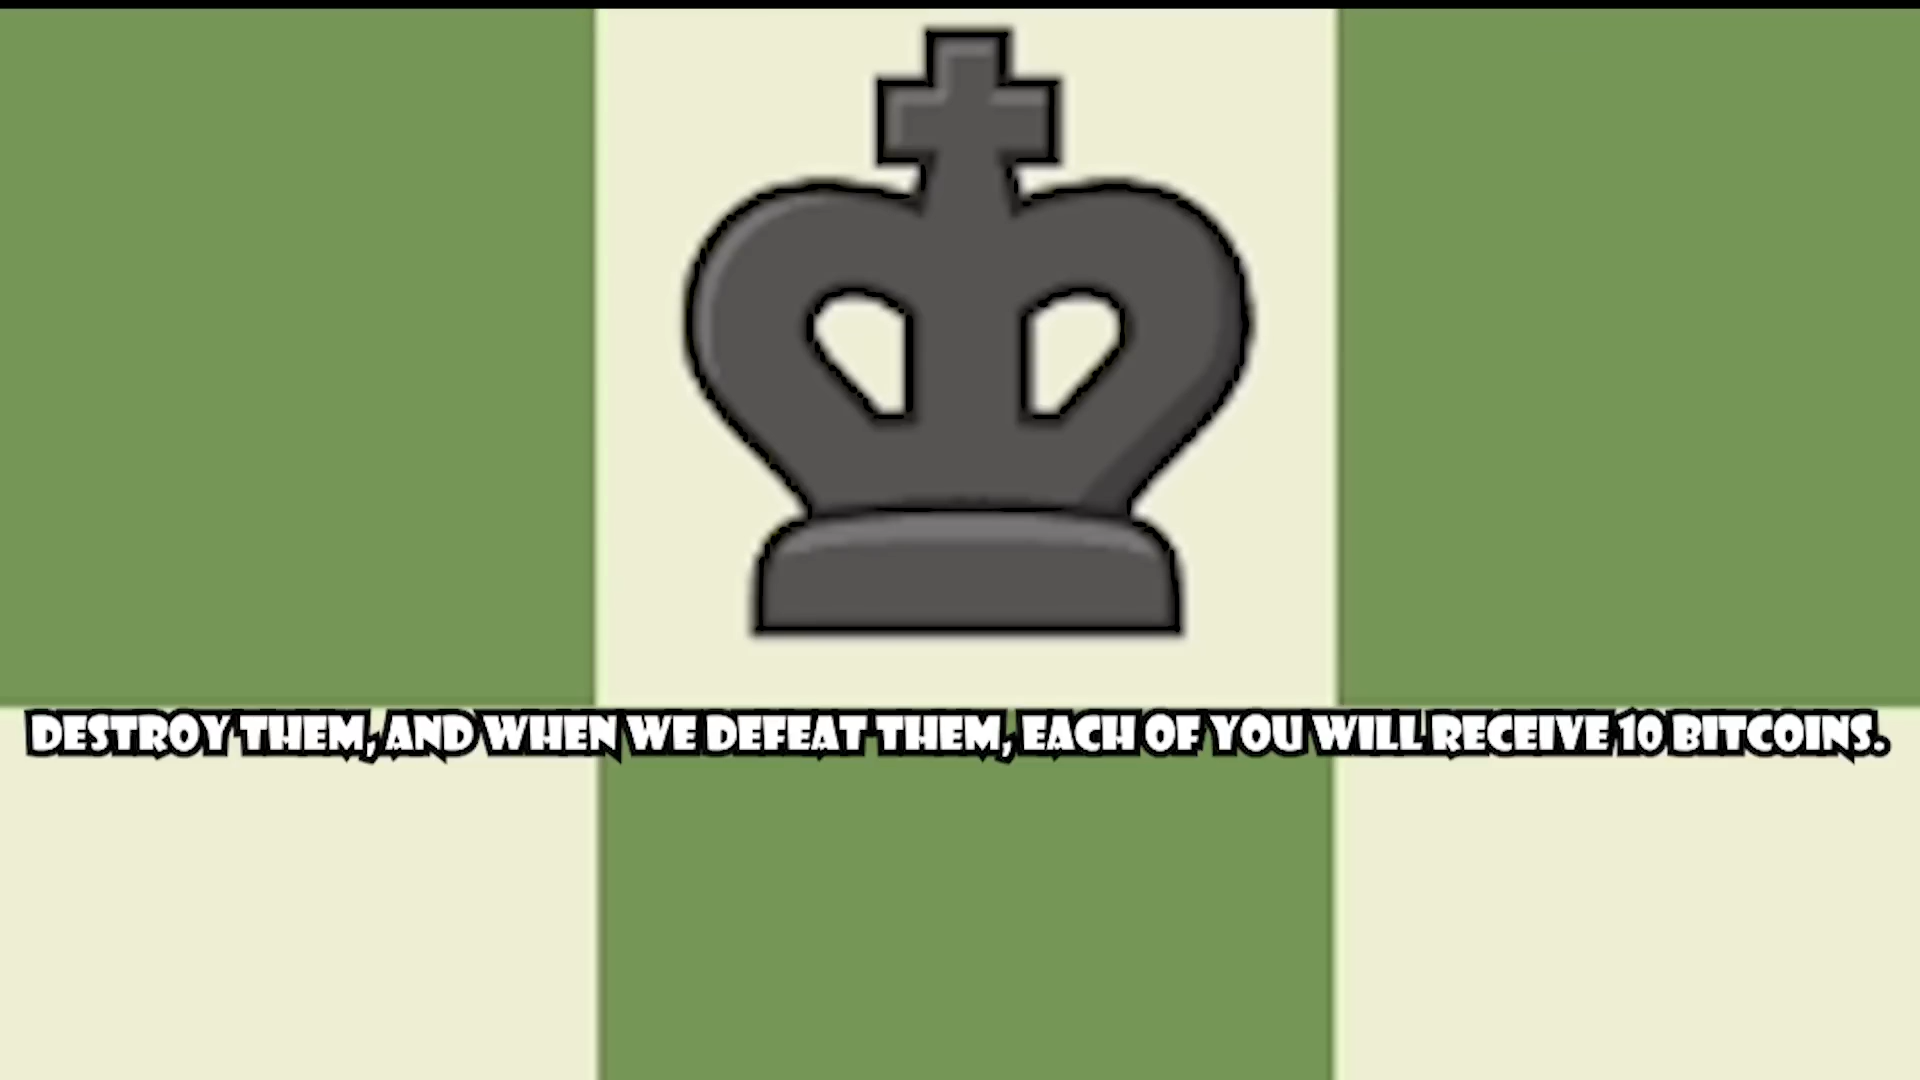 DESTROY THEM, AND WHEN WE DEFEAT THEM, EACH OF YOU WILL RECEIVE 10 BITCOINS.